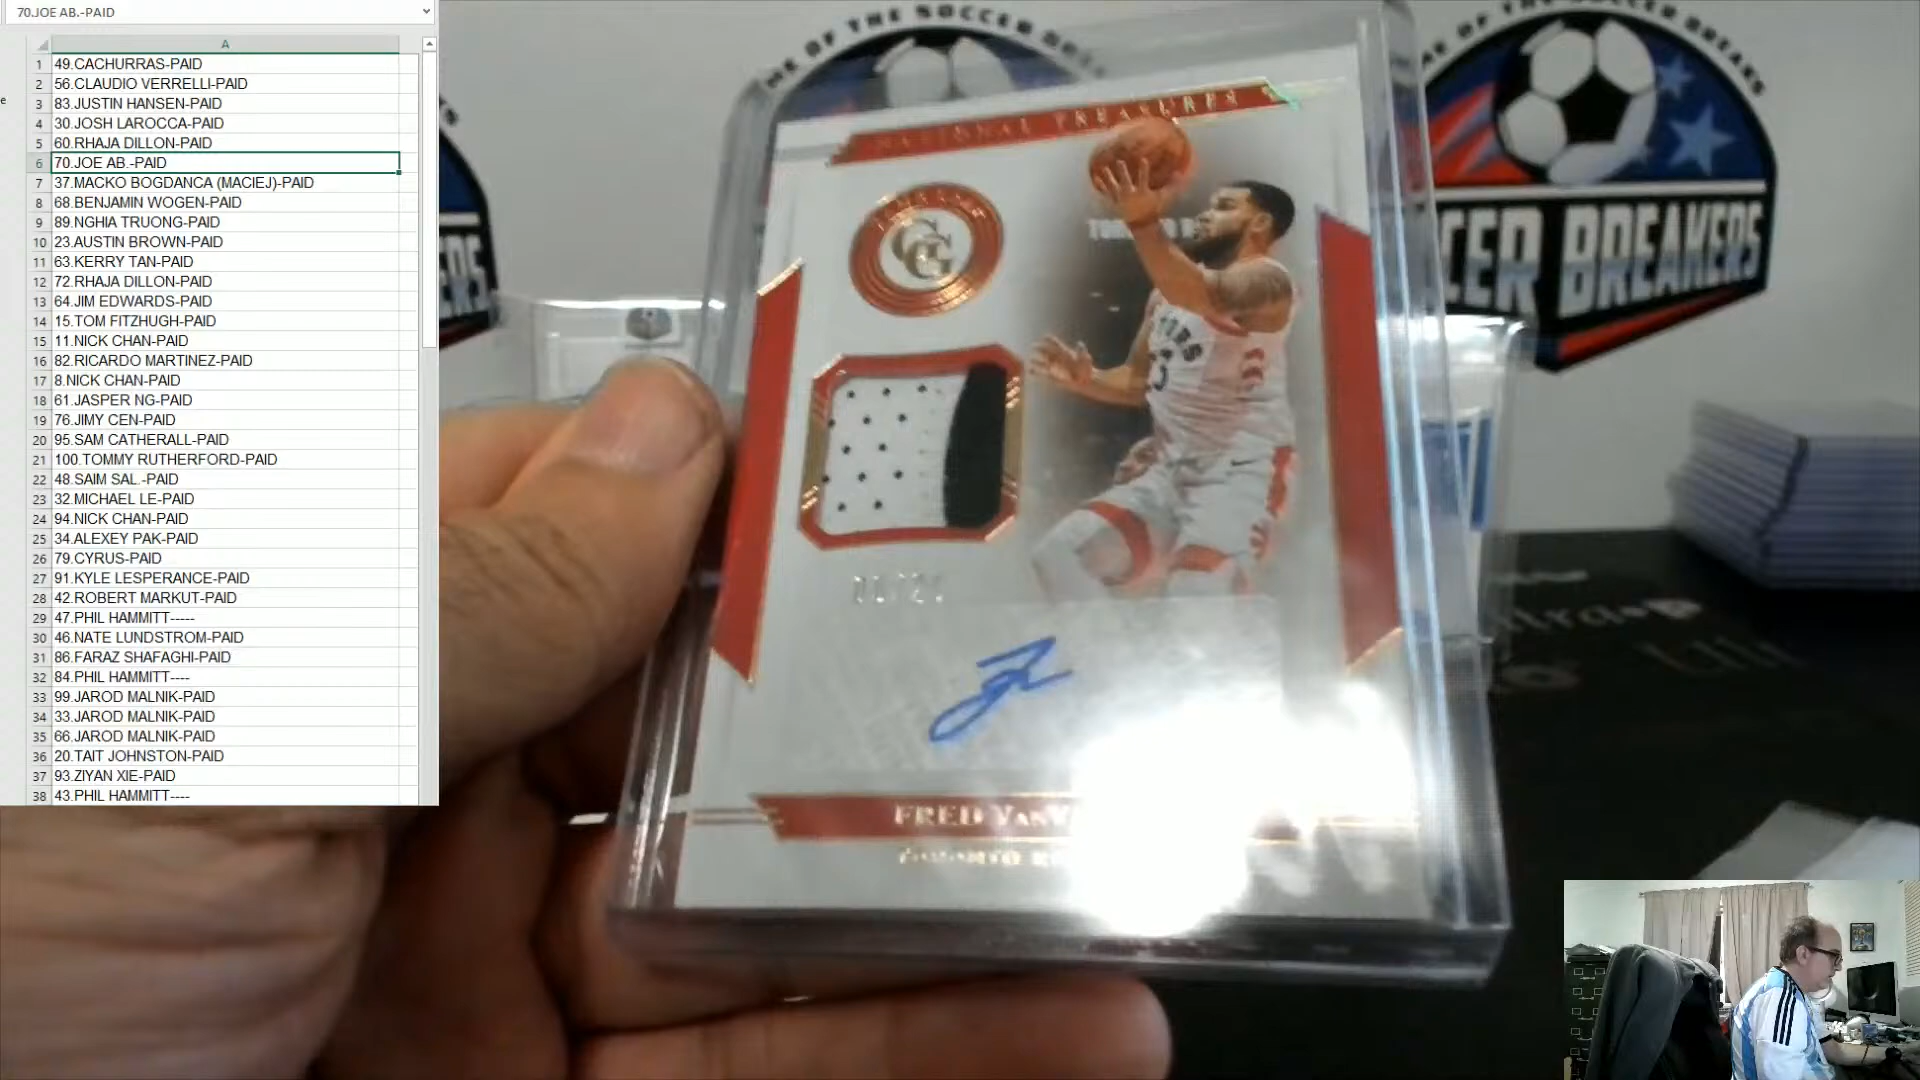 70.JOE AB.-PAID
A
1 49.CACHURRAS-PAID
2 56.CLAUDIO VERRELLI-PAID
3 83.JUSTIN HANSEN-PAID
4 30.JOSH LAROCCA-PAID
5 60.RHAJA DILLON-PAID
6 70.JOE AB.-PAID
7 37.MACKO BOGDANCA (MACIEJ)-PAID
8 68.BENJAMIN WOGEN-PAID
9 89.NGHIA TRUONG-PAID
10 23.AUSTIN BROWN-PAID
11 63.KERRY TAN-PAID
12 72.RHAJA DILLON-PAID
13 64.JIM EDWARDS-PAID
14 15.TOM FITZHUGH-PAID
15 11.NICK CHAN-PAID
16 82.RICARDO MARTINEZ-PAID
17 8.NICK CHAN-PAID
18 61.JASPER NG-PAID
19 76.JIMY CEN-PAID
20 95.SAM CATHERALL-PAID
21 100.TOMMY RUTHERFORD-PAID
22 48.SAIM SAL.-PAID
23 32.MICHAEL LE-PAID
24 94.NICK CHAN-PAID
25 34.ALEXEY PAK-PAID
26 79.CYRUS-PAID
27 91.KYLE LESPERANCE-PAID
28 42.ROBERT MARKUT-PAID
29 47.PHIL HAMMITT-----
30 46.NATE LUNDSTROM-PAID
31 86.FARAZ SHAFAGHI-PAID
32 84.PHIL HAMMITT----
33 99.JAROD MALNIK-PAID
34 33.JAROD MALNIK-PAID
35 66.JAROD MALNIK-PAID
36 20.TAIT JOHNSTON-PAID
37 93.ZIYAN XIE-PAID
38 43.PHIL HAMMITT----
OF THE SOCCER
OF THE SOCCER BREAKS
BREAKERS
NATIONAL TREASURES
CG
FRED
TORONTO